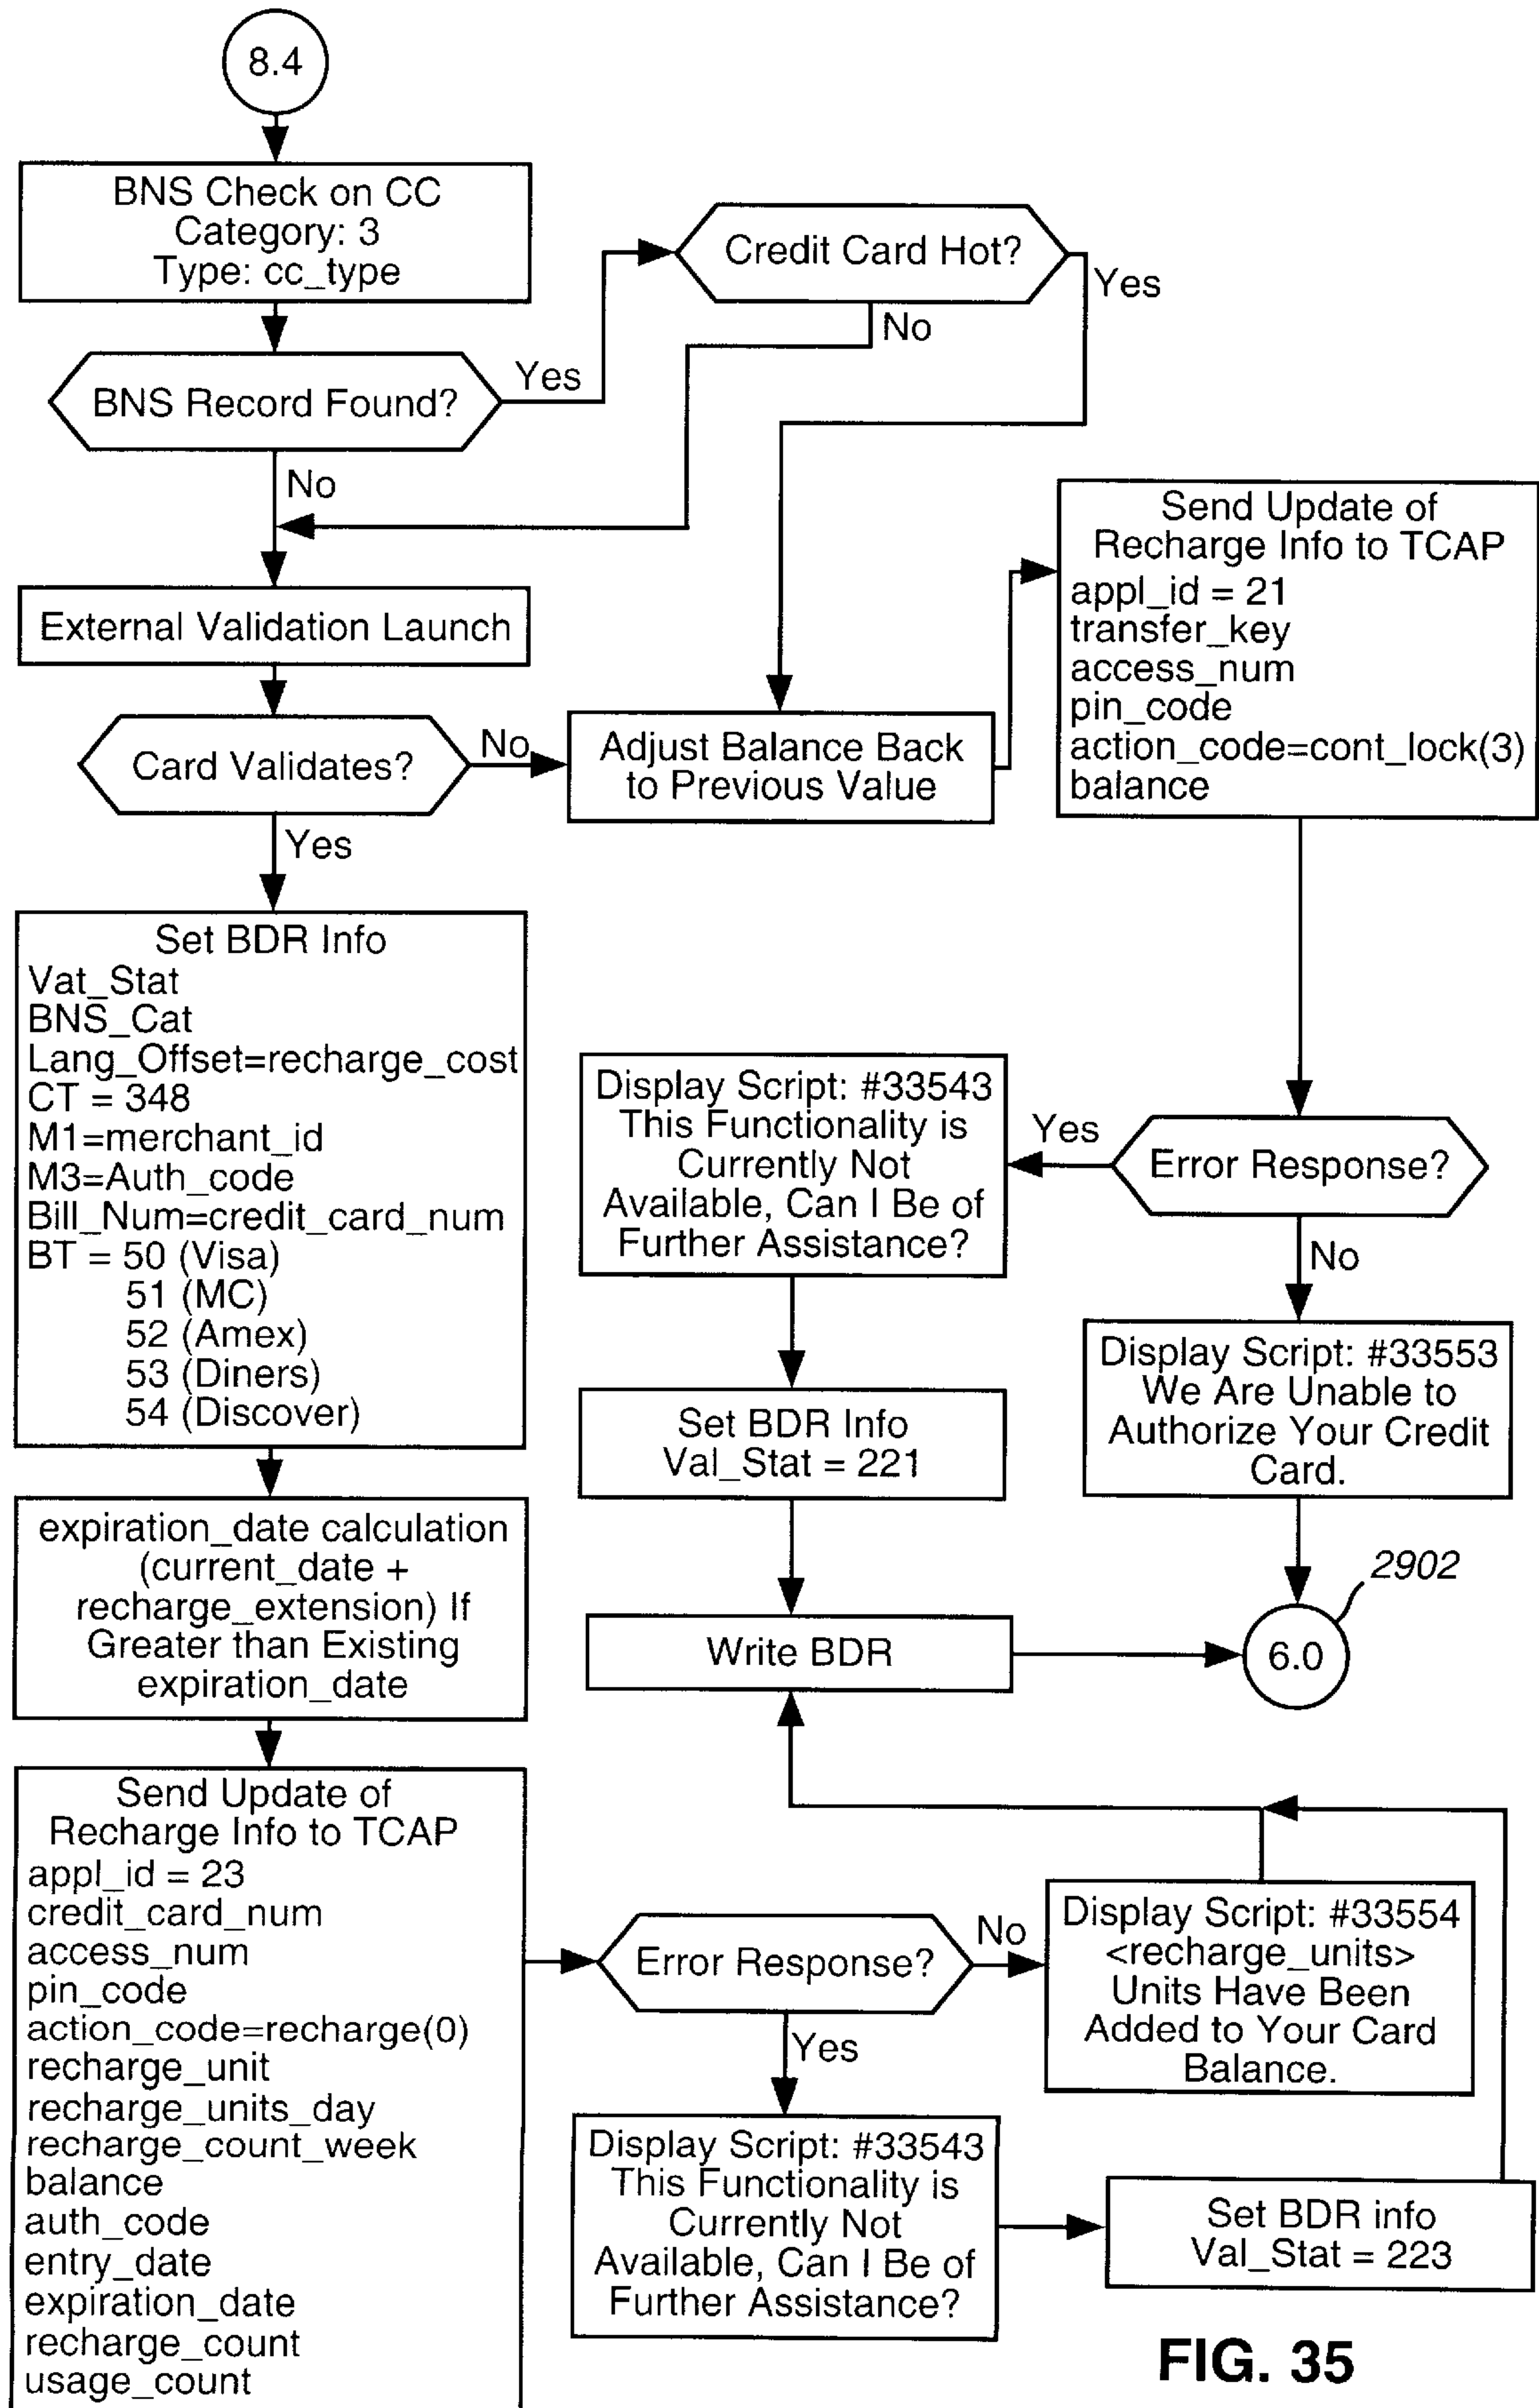 8.4
BNS Check on CC
Category: 3
Type: cc_type
Credit Card Hot?
Yes
No
BNS Record Found?
Yes
No
External Validation Launch
Card Validates?
No
Yes
Adjust Balance Back
to Previous Value
Send Update of
Recharge Info to TCAP
appl_id = 21
transfer_key
access_num
pin_code
action_code=cont_lock(3)
balance
Set BDR Info
Vat_Stat
BNS_Cat
Lang_Offset=recharge_cost
CT = 348
M1=merchant_id
M3=Auth_code
Bill_Num=credit_card_num
BT = 50 (Visa)
51 (MC)
52 (Amex)
53 (Diners)
54 (Discover)
Error Response?
Yes
No
Display Script: #33543
This Functionality is
Currently Not
Available, Can I Be of
Further Assistance?
Display Script: #33553
We Are Unable to
Authorize Your Credit
Card.
Set BDR Info
Val_Stat = 221
Write BDR
6.0
2902
expiration_date calculation
(current_date +
recharge_extension) If
Greater than Existing
expiration_date
Send Update of
Recharge Info to TCAP
appl_id = 23
credit_card_num
access_num
pin_code
action_code=recharge(0)
recharge_unit
recharge_units_day
recharge_count_week
balance
auth_code
entry_date
expiration_date
recharge_count
usage_count
Error Response?
No
Yes
Display Script: #33554
<recharge_units>
Units Have Been
Added to Your Card
Balance.
Display Script: #33543
This Functionality is
Currently Not
Available, Can I Be of
Further Assistance?
Set BDR info
Val_Stat = 223
FIG. 35